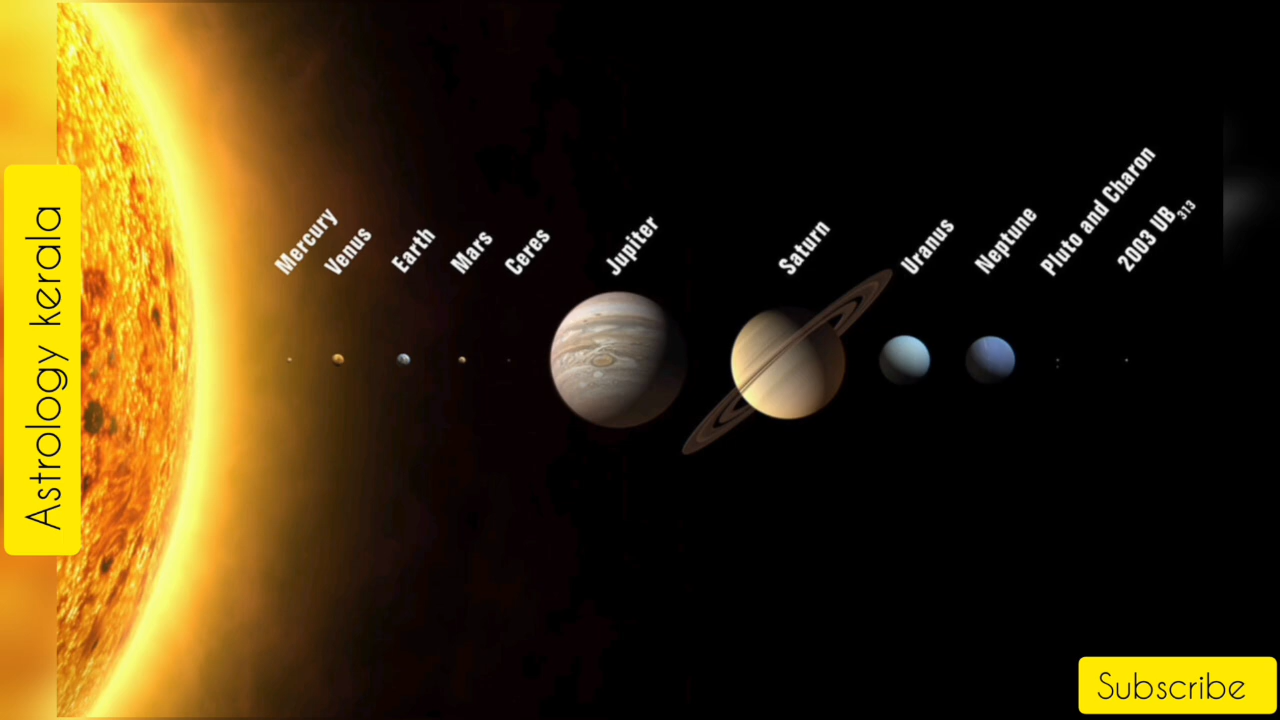 Astrology kerala
Mercury
Venus
Earth
Mars
Ceres
Jupiter
Saturn
Uranus
Neptune
Pluto and Charon
2003 UB313
Subscribe